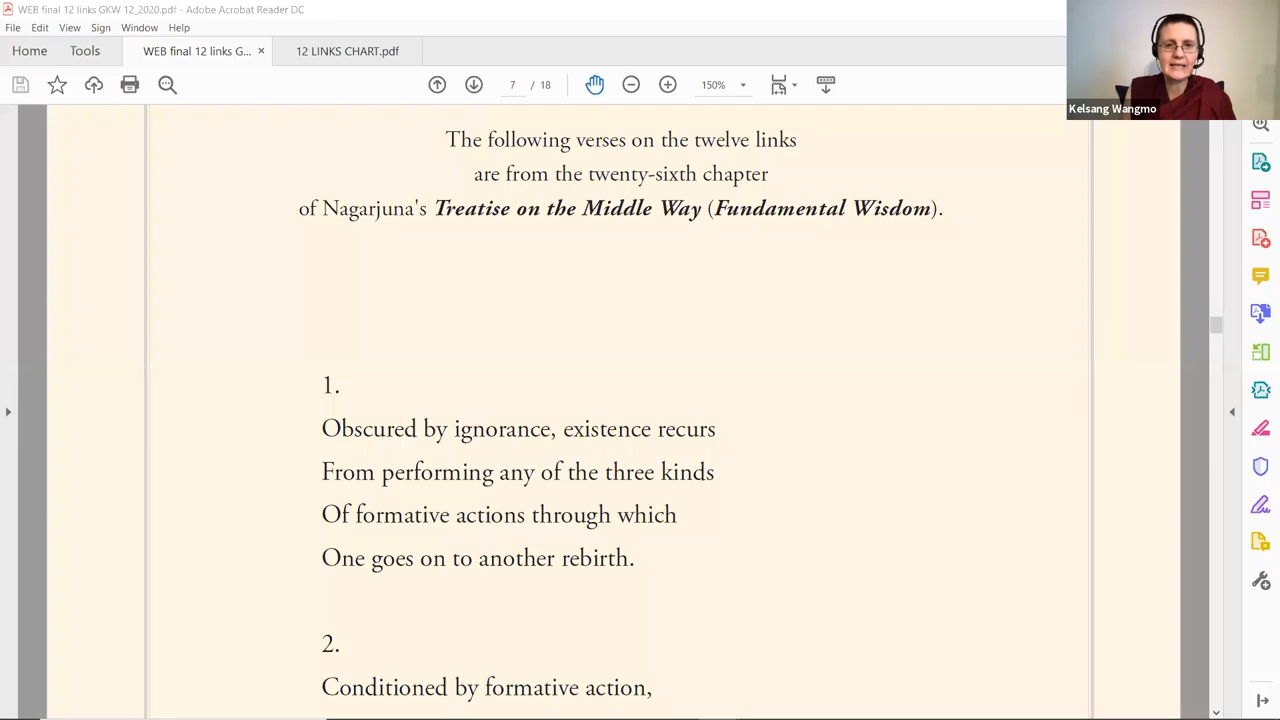 WEB final 12 links GKW 12_2020.pdf - Adobe Acrobat Reader DC
File Edit View Sign Window Help
Home Tools WEB final 12 links G... × 12 LINKS CHART.pdf
7 / 18 150%
Kelsang Wangmo
The following verses on the twelve links
are from the twenty-sixth chapter
of Nagarjuna's Treatise on the Middle Way (Fundamental Wisdom).
1.
Obscured by ignorance, existence recurs
From performing any of the three kinds
Of formative actions through which
One goes on to another rebirth.
2.
Conditioned by formative action,